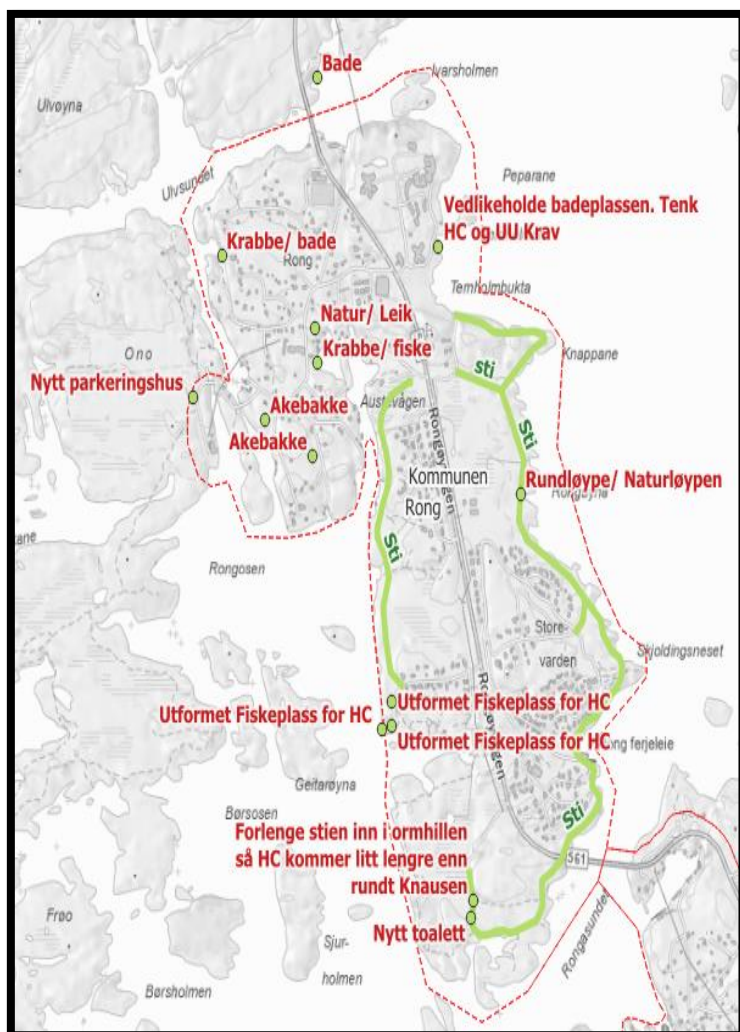 Bade
Ivarsholmen
Ulvøyna
Ulvsundet
Peparane
Vedlikeholde badeplassen. Tenk
HC og UU Krav
Krabbe/ bade
Rong
Ternholmbukta
Natur/ Leik
Ono
Krabbe/ fiske
sti
Knappane
Nytt parkeringshus
Akebakke
Austevågen
Sti
Akebakke
Kommunen
Rong
Rundløype/ Naturløypen
Sti
Rongosen
Store-
varden
Skjoldingsneset
Utformet Fiskeplass for HC
Utformet Fiskeplass for HC
Utformet Fiskeplass for HC
ong ferjeleie
Geitarøyna
Børsosen
Sti
Forlenge stien inn i ormhillen
så HC kommer litt lengre enn
rundt Knausen
561
Frøo
Nytt toalett
Sjur-
holmen
Rongasundet
Børsholmen